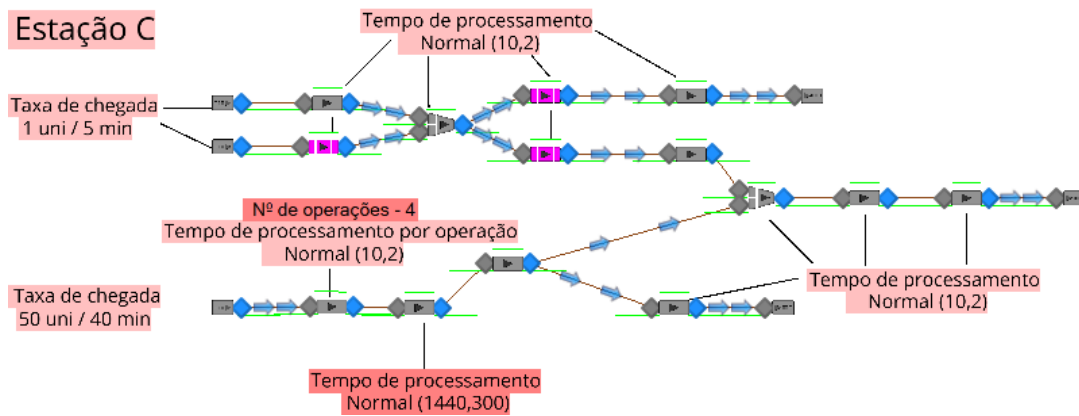 Estação C
Tempo de processamento
Normal (10,2)
Taxa de chegada
1 uni / 5 min
Nº de operações - 4
Tempo de processamento por operação
Normal (10,2)
Taxa de chegada
50 uni / 40 min
Tempo de processamento
Normal (10,2)
Tempo de processamento
Normal (1440,300)